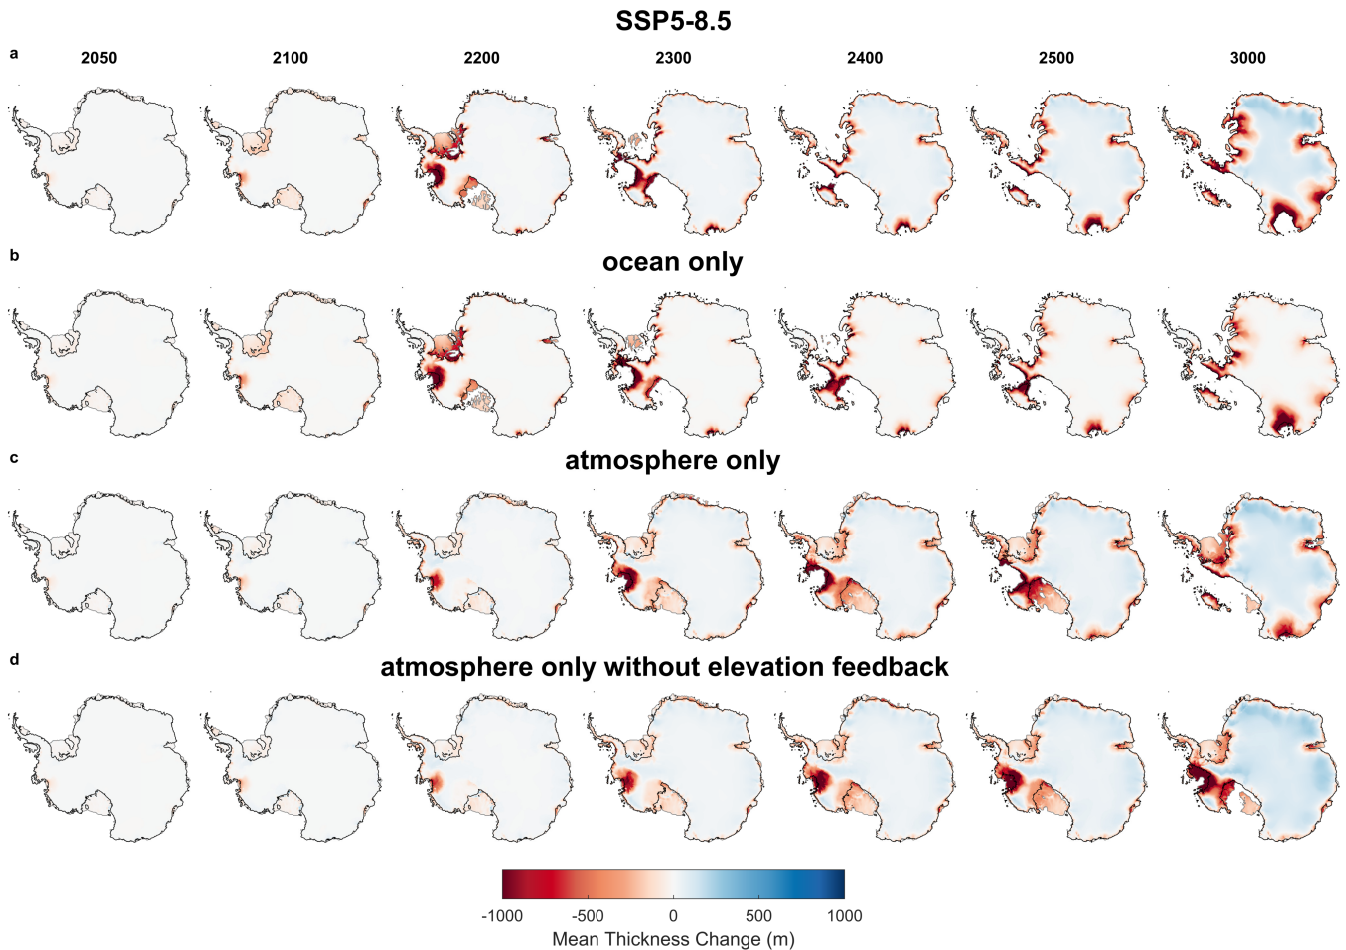 SSP5-8.5
a
2050 2100 2200 2300 2400 2500 3000
b
ocean only
c
atmosphere only
d
atmosphere only without elevation feedback
-1000 -500 0 500 1000
Mean Thickness Change (m)